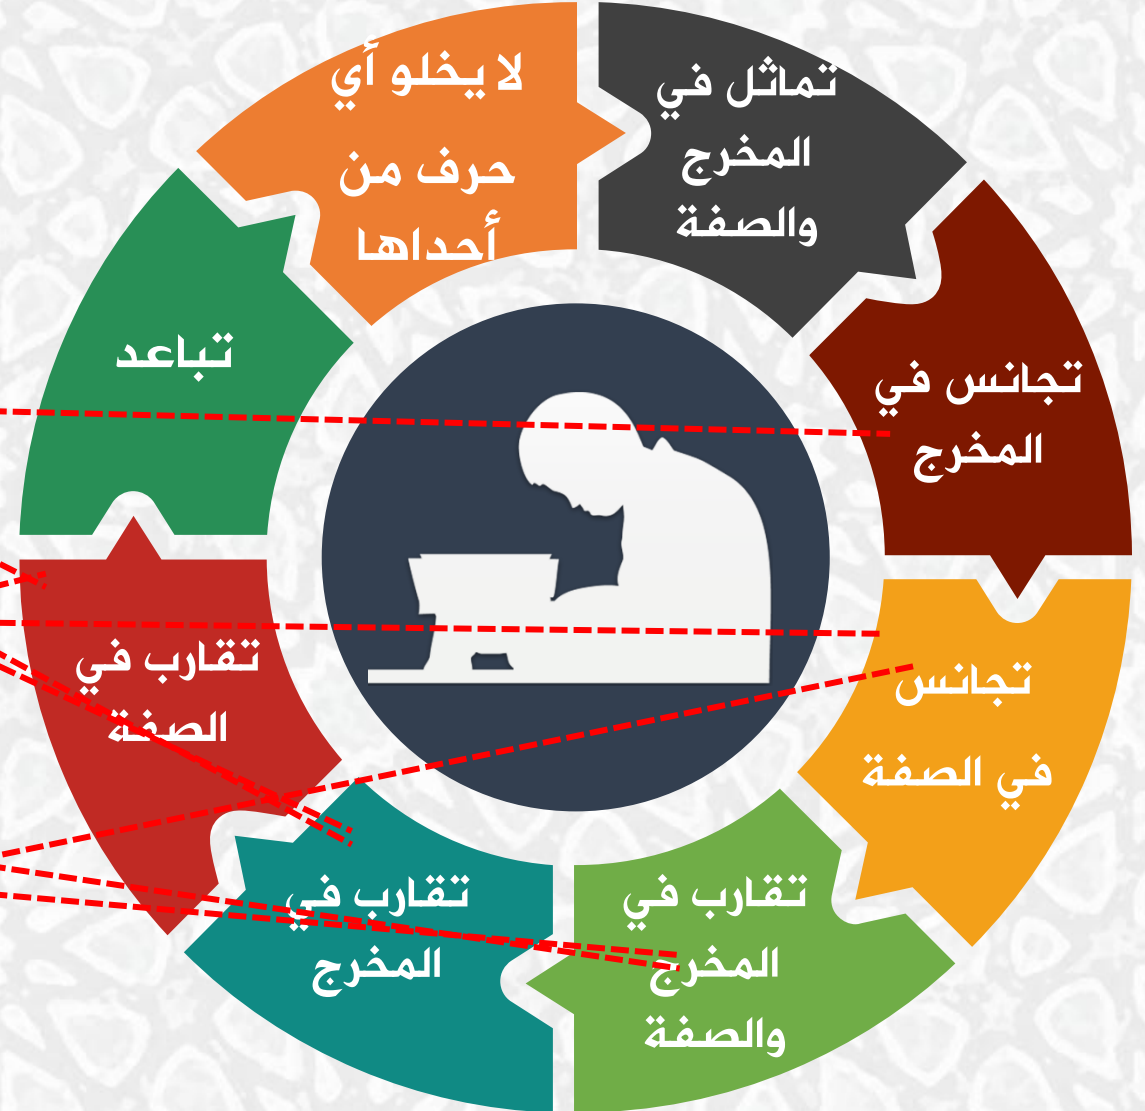 لا يخلو أي
حرف من
أحداها
تماثل في
المخرج
والصفة
تجانس في
المخرج
تجانس
في الصفة
تقارب في
المخرج
والصفة
تقارب في
المخرج
تقارب في
الصفة
تباعد